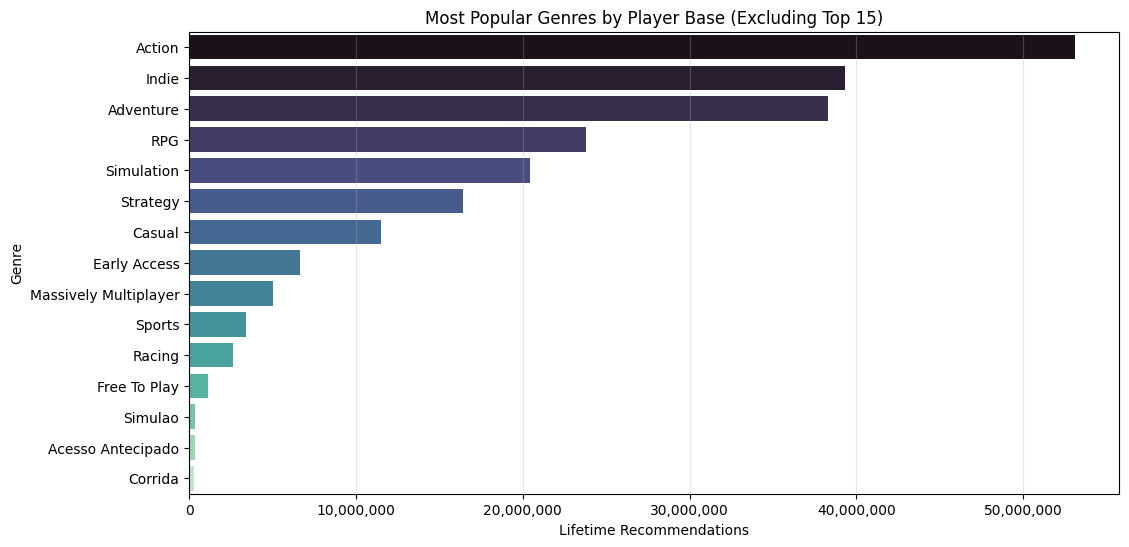 Most Popular Genres by Player Base (Excluding Top 15)
Genre
Action
Indie
Adventure
RPG
Simulation
Strategy
Casual
Early Access
Massively Multiplayer
Sports
Racing
Free To Play
Simulao
Acesso Antecipado
Corrida
0 10,000,000 20,000,000 30,000,000 40,000,000 50,000,000
Lifetime Recommendations